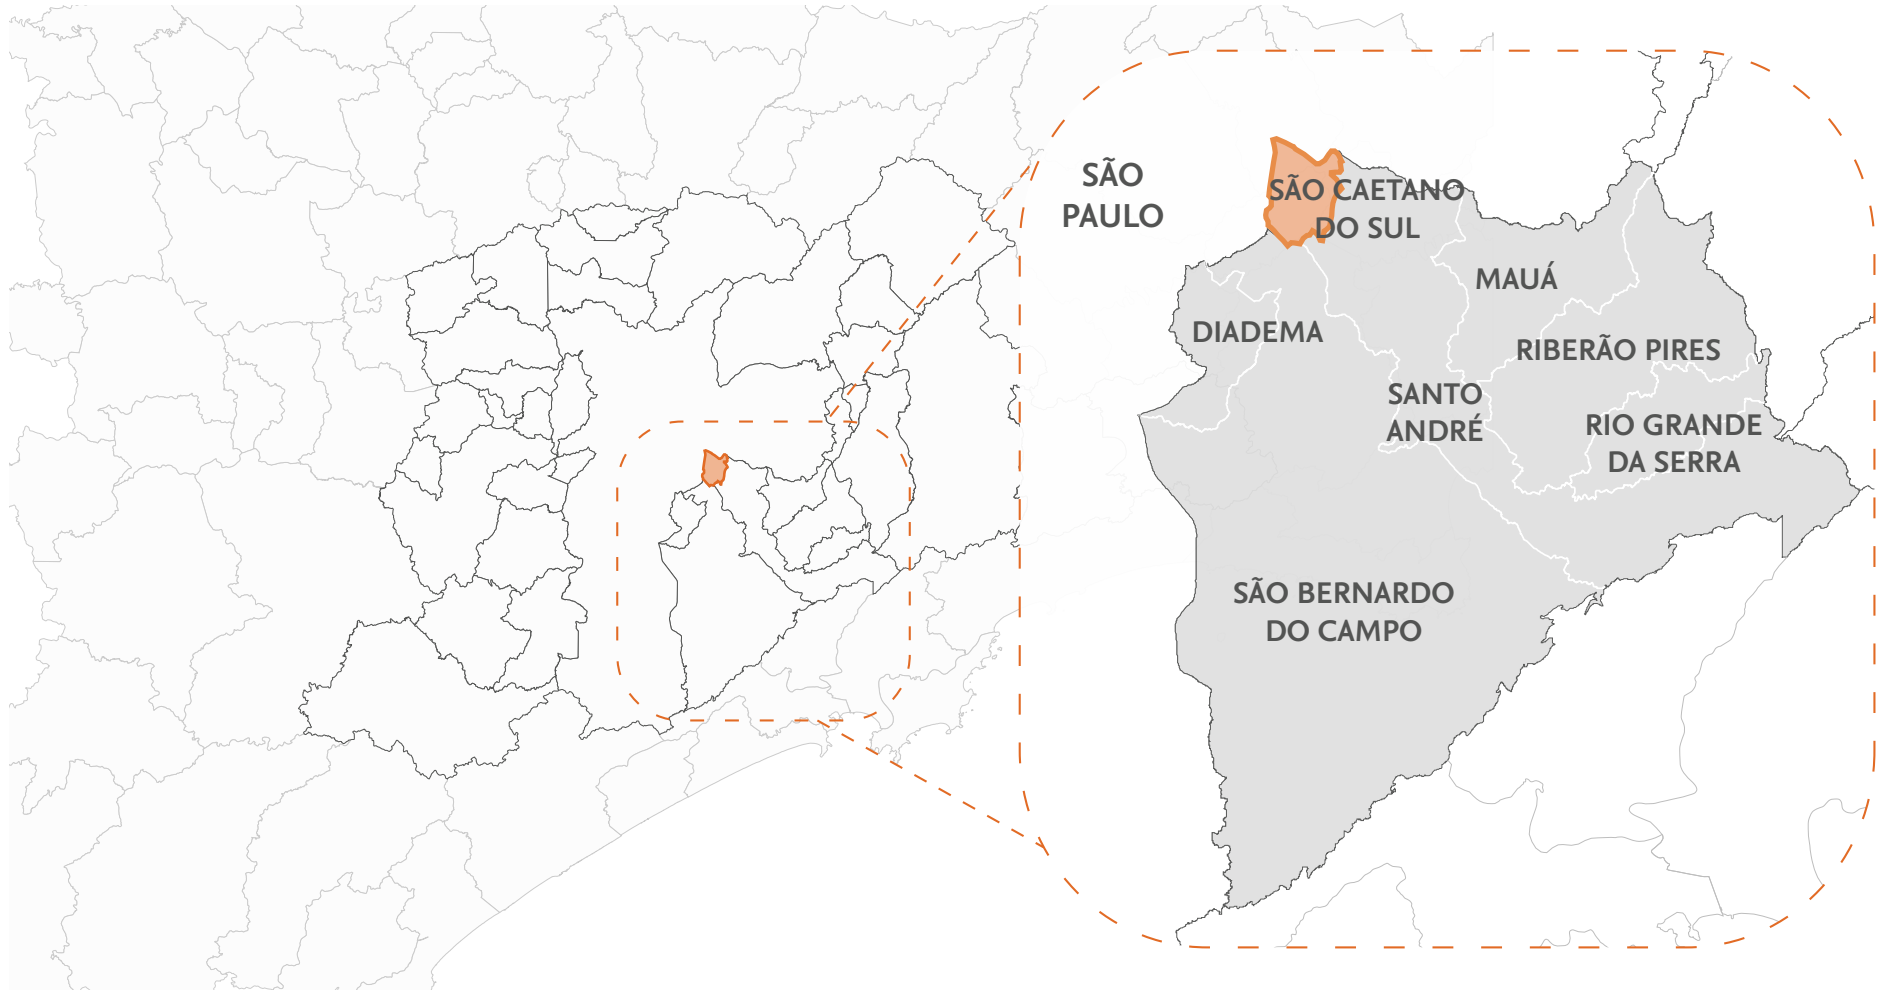 SÃO
PAULO
SÃO CAETANO
DO SUL
MAUÁ
DIADEMA
RIBERÃO PIRES
SANTO
ANDRÉ
RIO GRANDE
DA SERRA
SÃO BERNARDO
DO CAMPO